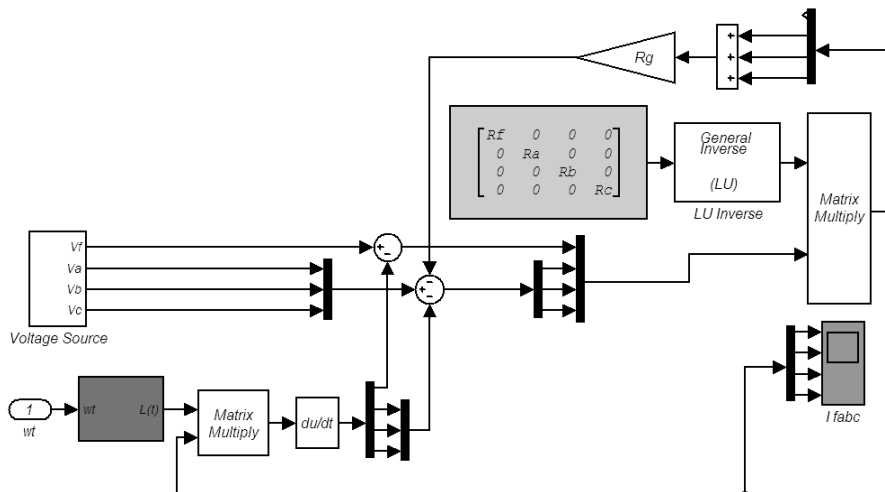 +
+
+
Rg
Rf 0 0 0
0 Ra 0 0
0 0 Rb 0
0 0 0 Rc
General
Inverse
(LU)
LU Inverse
Matrix
Multiply
Vf
Va
Vb
Vc
Voltage Source
+
-
-
+
-
1
wt
wt
L(t)
Matrix
Multiply
du/dt
I fabc